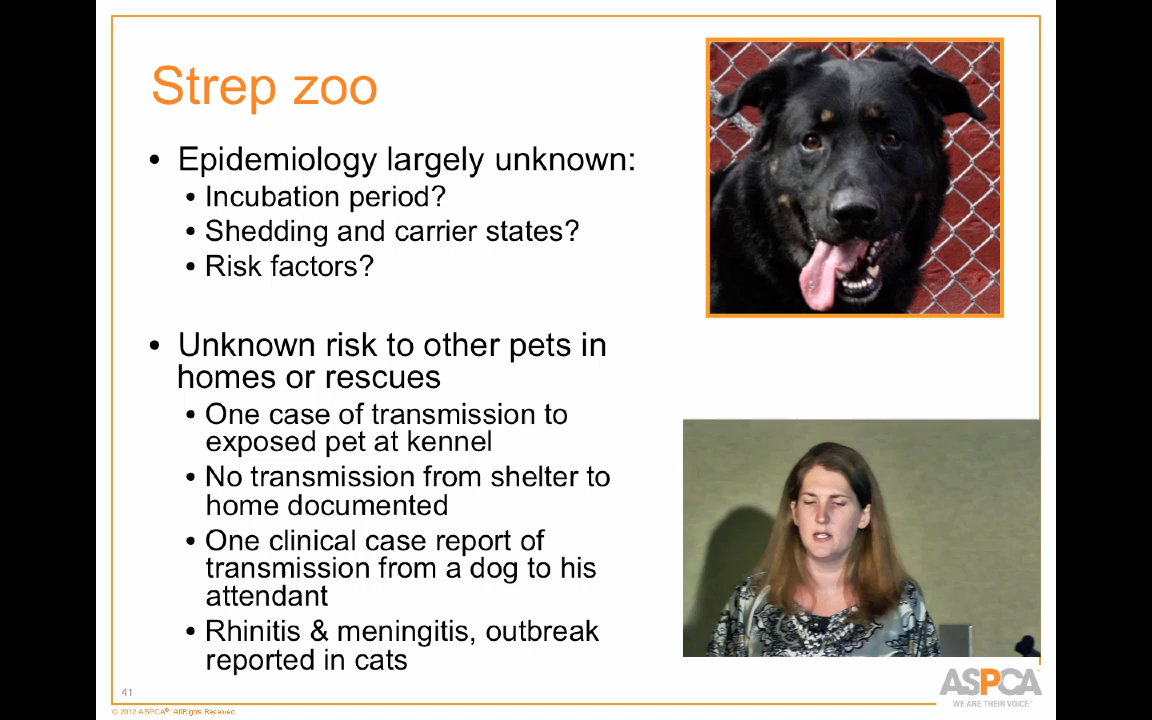 Strep zoo
• Epidemiology largely unknown:
• Incubation period?
• Shedding and carrier states?
• Risk factors?
• Unknown risk to other pets in
homes or rescues
• One case of transmission to
exposed pet at kennel
• No transmission from shelter to
home documented
• One clinical case report of
transmission from a dog to his
attendant
• Rhinitis & meningitis, outbreak
reported in cats
41
© 2012 ASPCA®. All Rights Reserved.
ASPCA
WE ARE THEIR VOICE.®